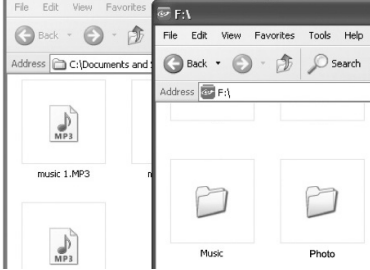 File Edit View Favorites
Back
Address C:\Documents and
MP3
music 1.MP3
MP3
F:\
File Edit View Favorites Tools Help
Back Search
Address F:\
Music Photo